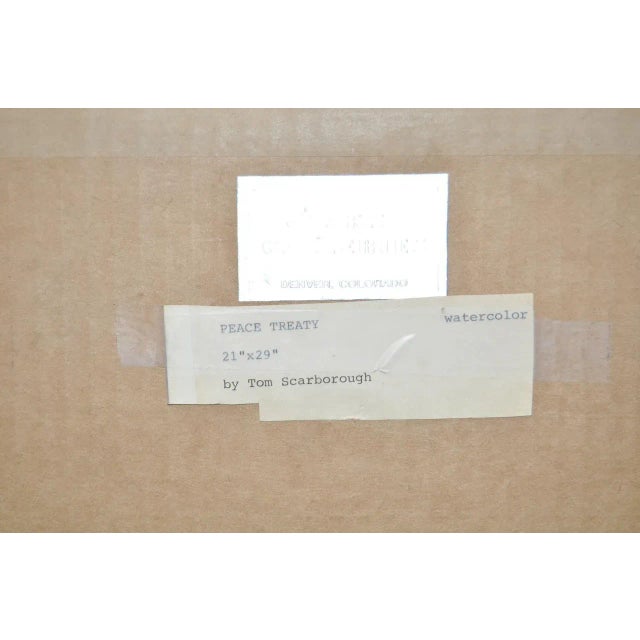 DENVER, COLORADO
PEACE TREATY
watercolor
21"x29"
by Tom Scarborough